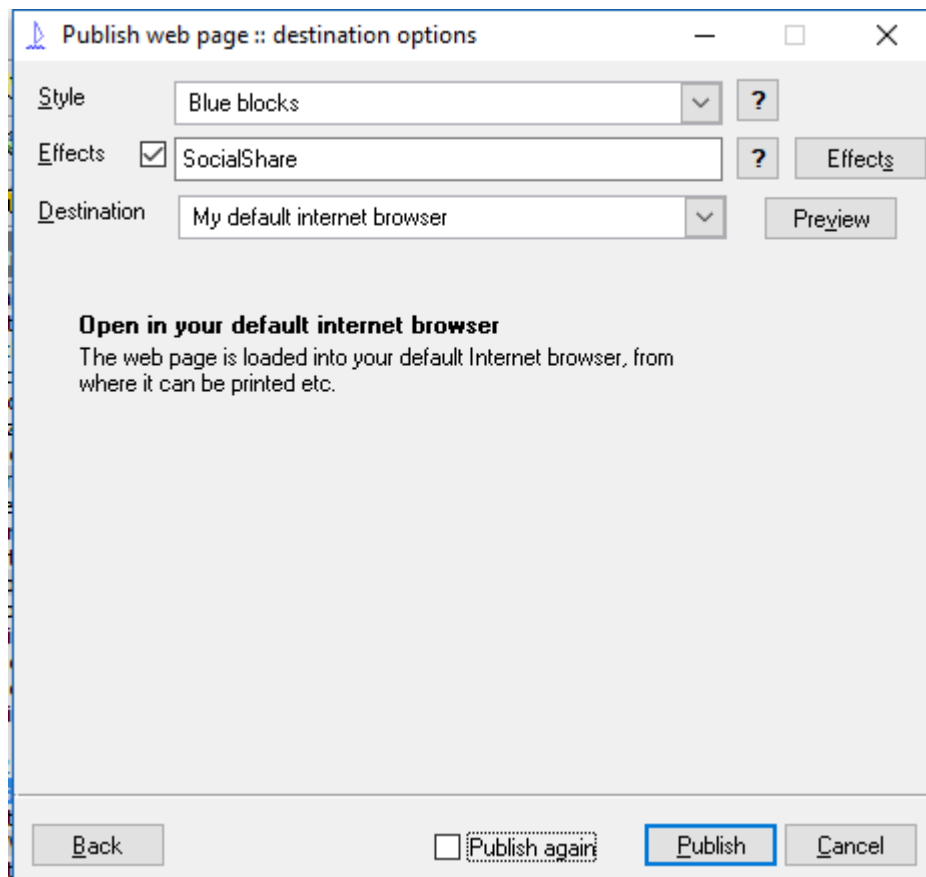 Publish web page :: destination options
Style Blue blocks ?
Effects SocialShare ? Effects
Destination My default internet browser Preview
Open in your default internet browser
The web page is loaded into your default Internet browser, from
where it can be printed etc.
Back Publish again Publish Cancel